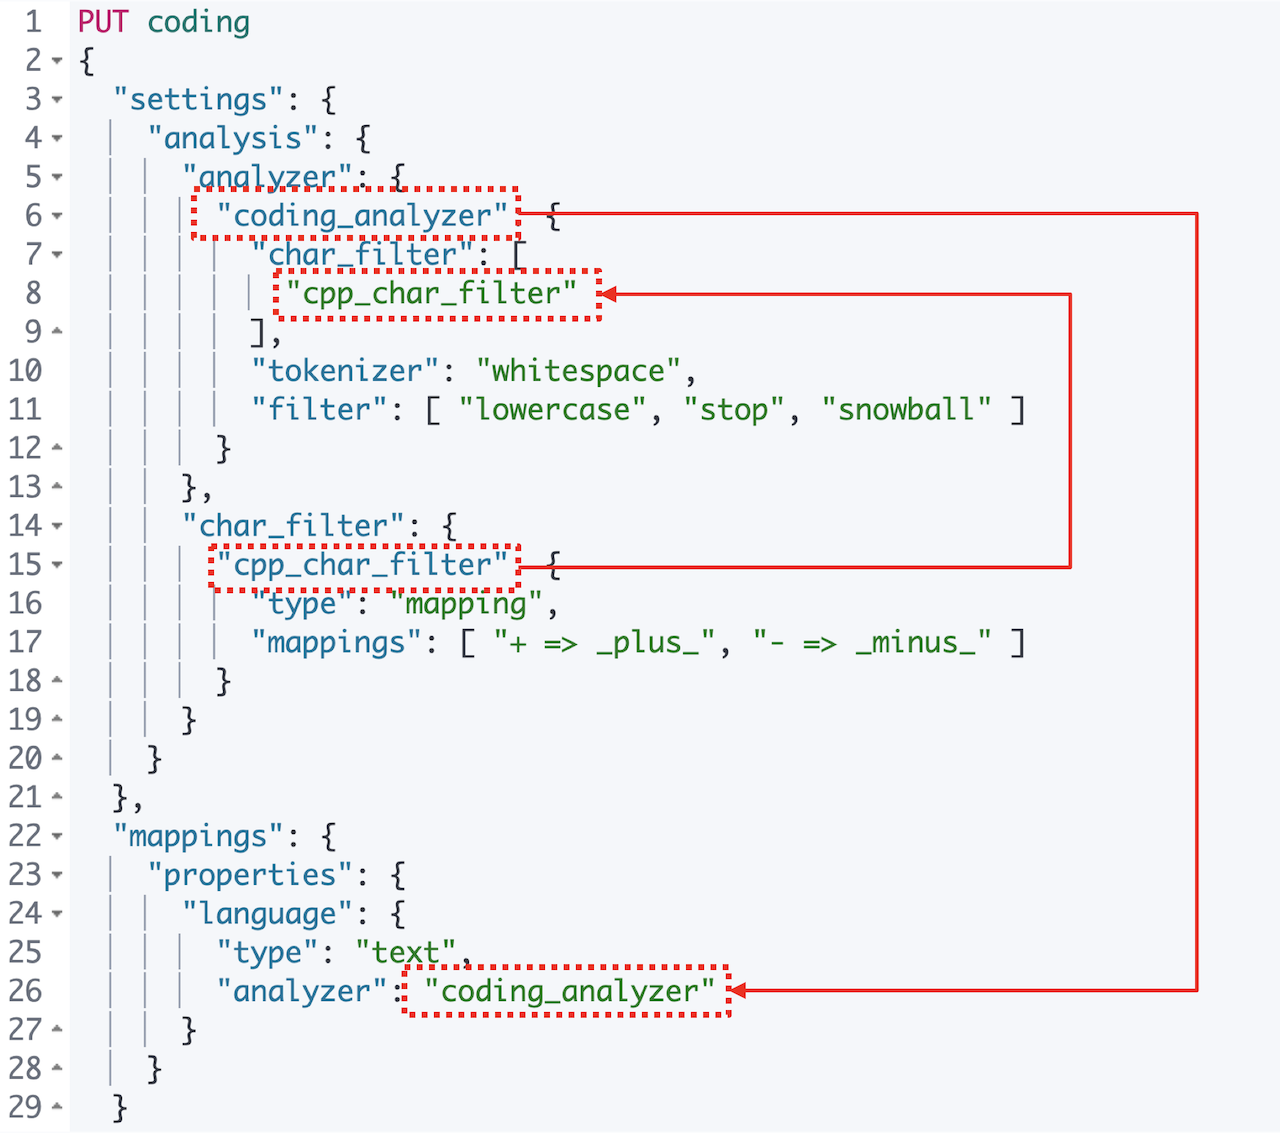 1 PUT coding
2 {
3 "settings": {
4 "analysis": {
5 "analyzer": {
6 "coding_analyzer" {
7 "char_filter": [
8 "cpp_char_filter"
9 ],
10 "tokenizer": "whitespace",
11 "filter": [ "lowercase", "stop", "snowball" ]
12 }
13 },
14 "char_filter": {
15 "cpp_char_filter" {
16 "type": "mapping",
17 "mappings": [ "+ => _plus_", "- => _minus_" ]
18 }
19 }
20 }
21 },
22 "mappings": {
23 "properties": {
24 "language": {
25 "type": "text",
26 "analyzer": "coding_analyzer"
27 }
28 }
29 }